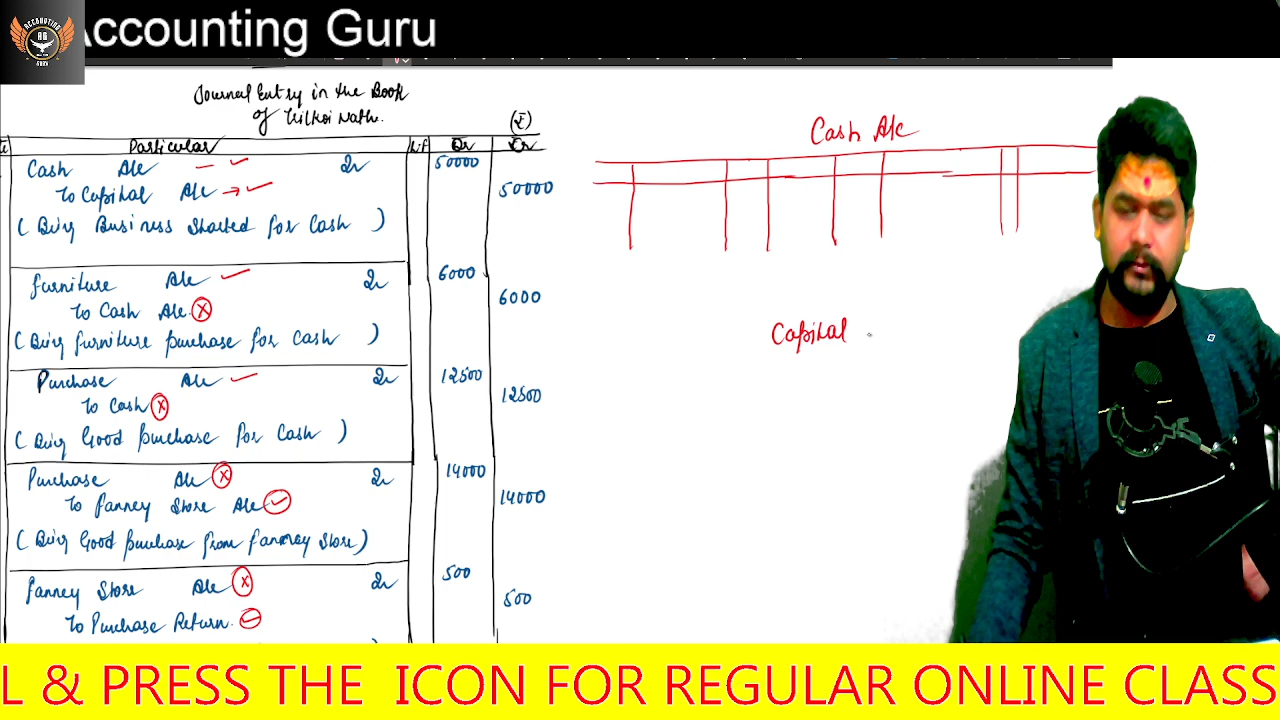 Accounting Guru
ACCOUNTING
AG
GURU
Journal Entry in the Book
of Nath.
(₹)
Particular L.F Dr Cr
Cash A/c Dr 50000
To Capital A/c 50000
( Being Business Started for Cash )
furniture A/c Dr 6000
To Cash A/c 6000
( Being furniture purchase for Cash )
Purchase A/c Dr 12500
To Cash 12500
( Being Good purchase for Cash )
Purchase A/c Dr 14000
To Fanney Store A/c 14000
( Being Good purchase from Fanney Store )
Fanney Store A/c Dr 500
To Purchase Return. 500
Cash A/c
Capital
L & PRESS THE ICON FOR REGULAR ONLINE CLASS